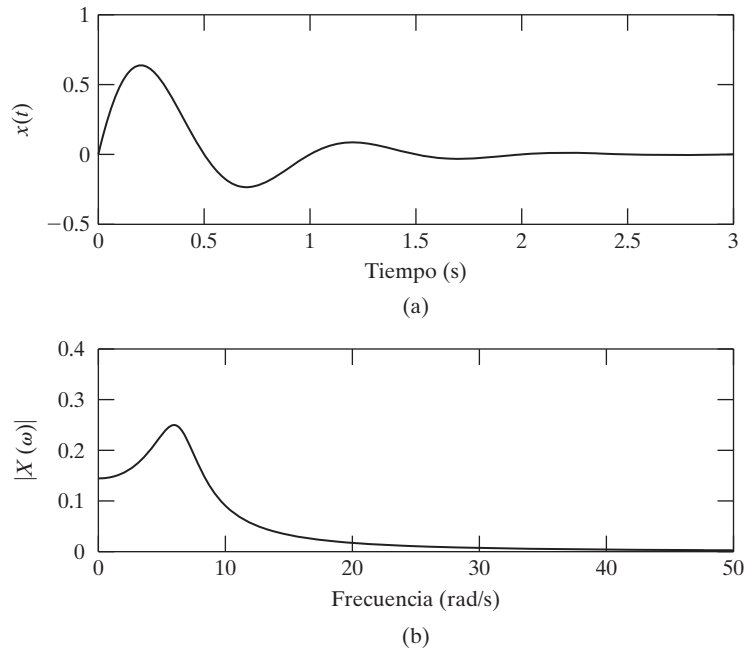 1
0.5
0
−0.5
x(t)
0 0.5 1 1.5 2 2.5 3
Tiempo (s)
(a)
0.4
0.3
0.2
0.1
0
|X (ω)|
0 10 20 30 40 50
Frecuencia (rad/s)
(b)